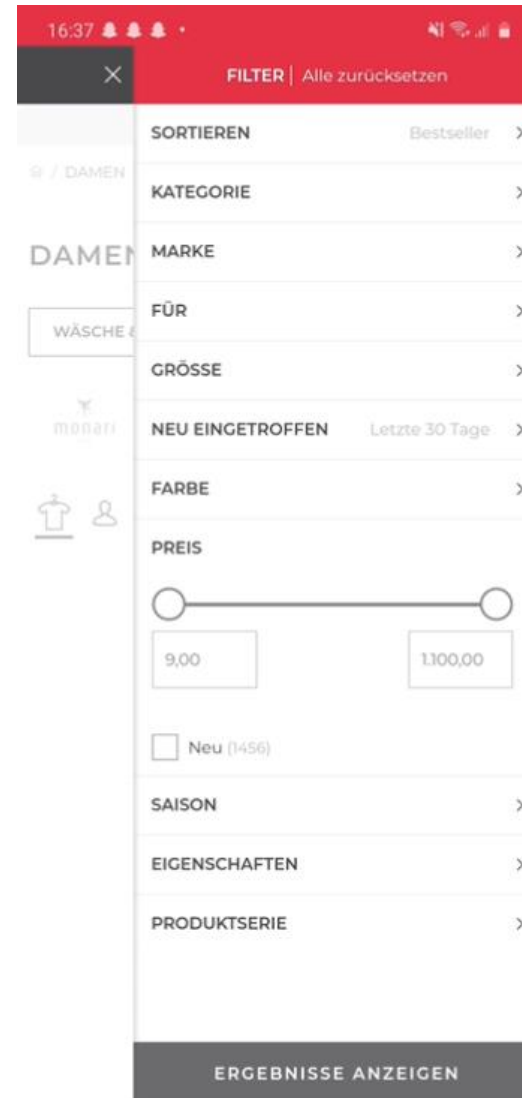 16:37
FILTER | Alle zurücksetzen
SORTIEREN Bestseller
/ DAMEN
KATEGORIE
DAMEN
MARKE
FÜR
WÄSCHE &
GRÖSSE
monari
NEU EINGETROFFEN Letzte 30 Tage
FARBE
PREIS
9,00 1.100,00
Neu (1456)
SAISON
EIGENSCHAFTEN
PRODUKTSERIE
ERGEBNISSE ANZEIGEN